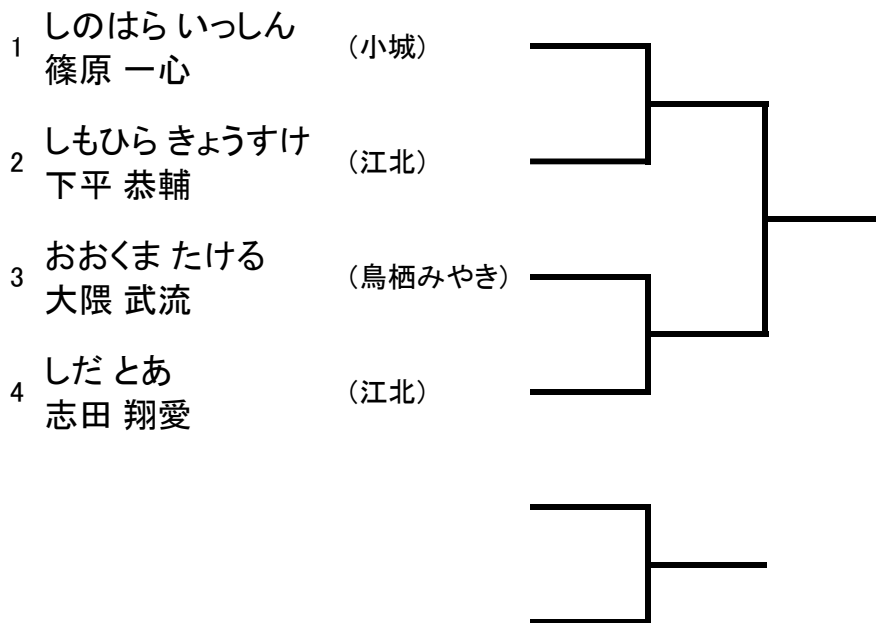 しのはら いっしん
1 篠原 一心 (小城)
しもひら きょうすけ
2 下平 恭輔 (江北)
おおくま たける
3 大隈 武流 (鳥栖みやき)
しだ とあ
4 志田 翔愛 (江北)